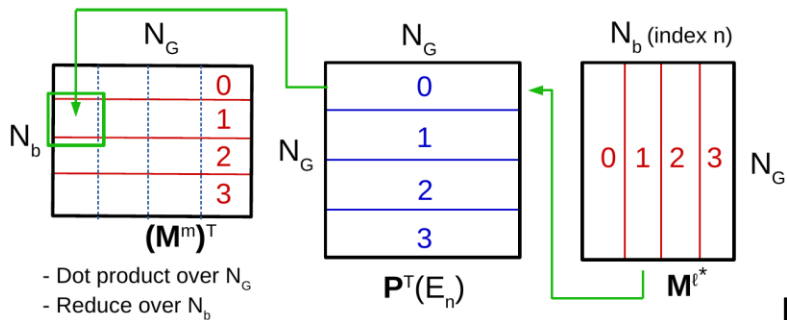 N_G
N_G
N_b (index n)
0
1
2
3
N_b
0
1
2
3
N_G
0 1 2 3
N_G
(M^m)^T
- Dot product over N_G
- Reduce over N_b
P^T(E_n)
M^ℓ*